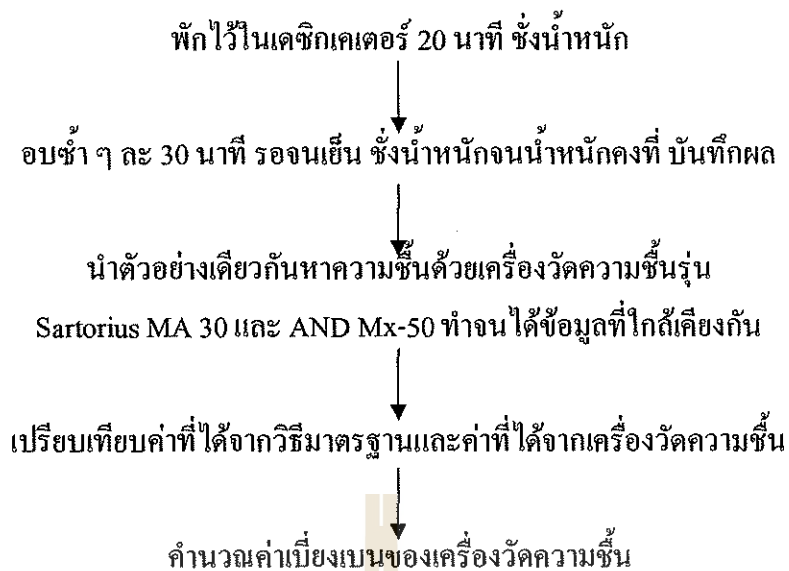 พักไว้ในเดซิกเคเตอร์ 20 นาที ชั่งน้ำหนัก
อบซ้ำ ๆ ละ 30 นาที รอจนเย็น ชั่งน้ำหนักจนน้ำหนักคงที่ บันทึกผล
นำตัวอย่างเดียวกันหาความชื้นด้วยเครื่องวัดความชื้นรุ่น
Sartorius MA 30 และ AND Mx-50 ทำจนได้ข้อมูลที่ใกล้เคียงกัน
เปรียบเทียบค่าที่ได้จากวิธีมาตรฐานและค่าที่ได้จากเครื่องวัดความชื้น
คำนวณค่าเบี่ยงเบนของเครื่องวัดความชื้น